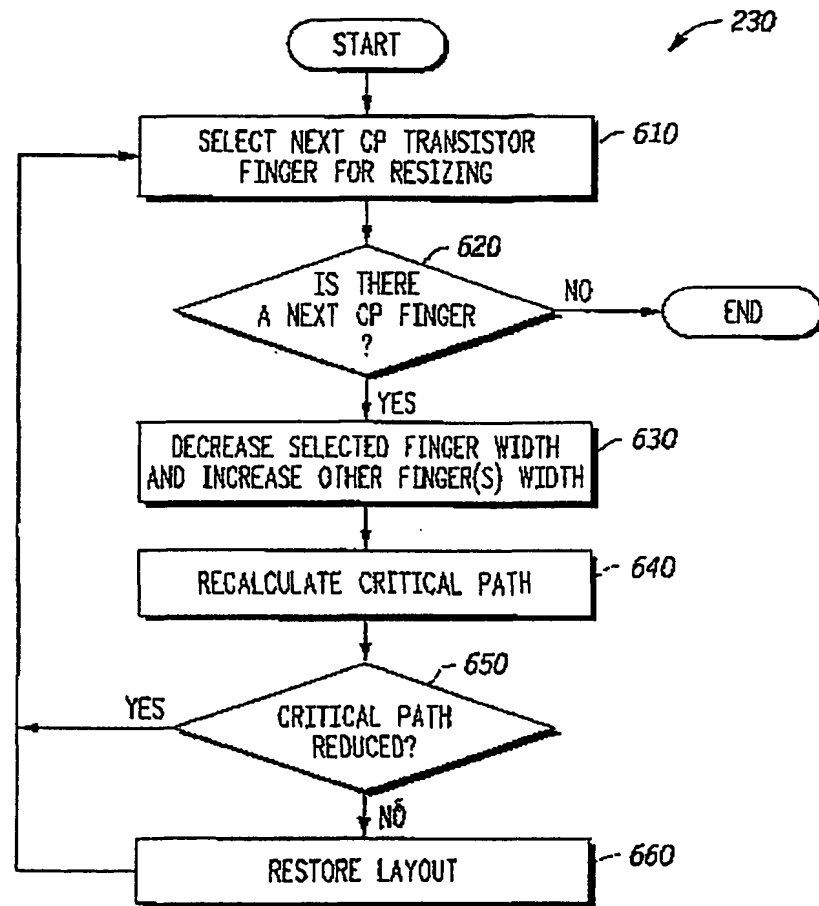 230
START
SELECT NEXT CP TRANSISTOR
FINGER FOR RESIZING
610
620
IS THERE
A NEXT CP FINGER
?
NO
END
YES
DECREASE SELECTED FINGER WIDTH
AND INCREASE OTHER FINGER(S) WIDTH
630
RECALCULATE CRITICAL PATH
640
650
YES
CRITICAL PATH
REDUCED?
NO
RESTORE LAYOUT
660